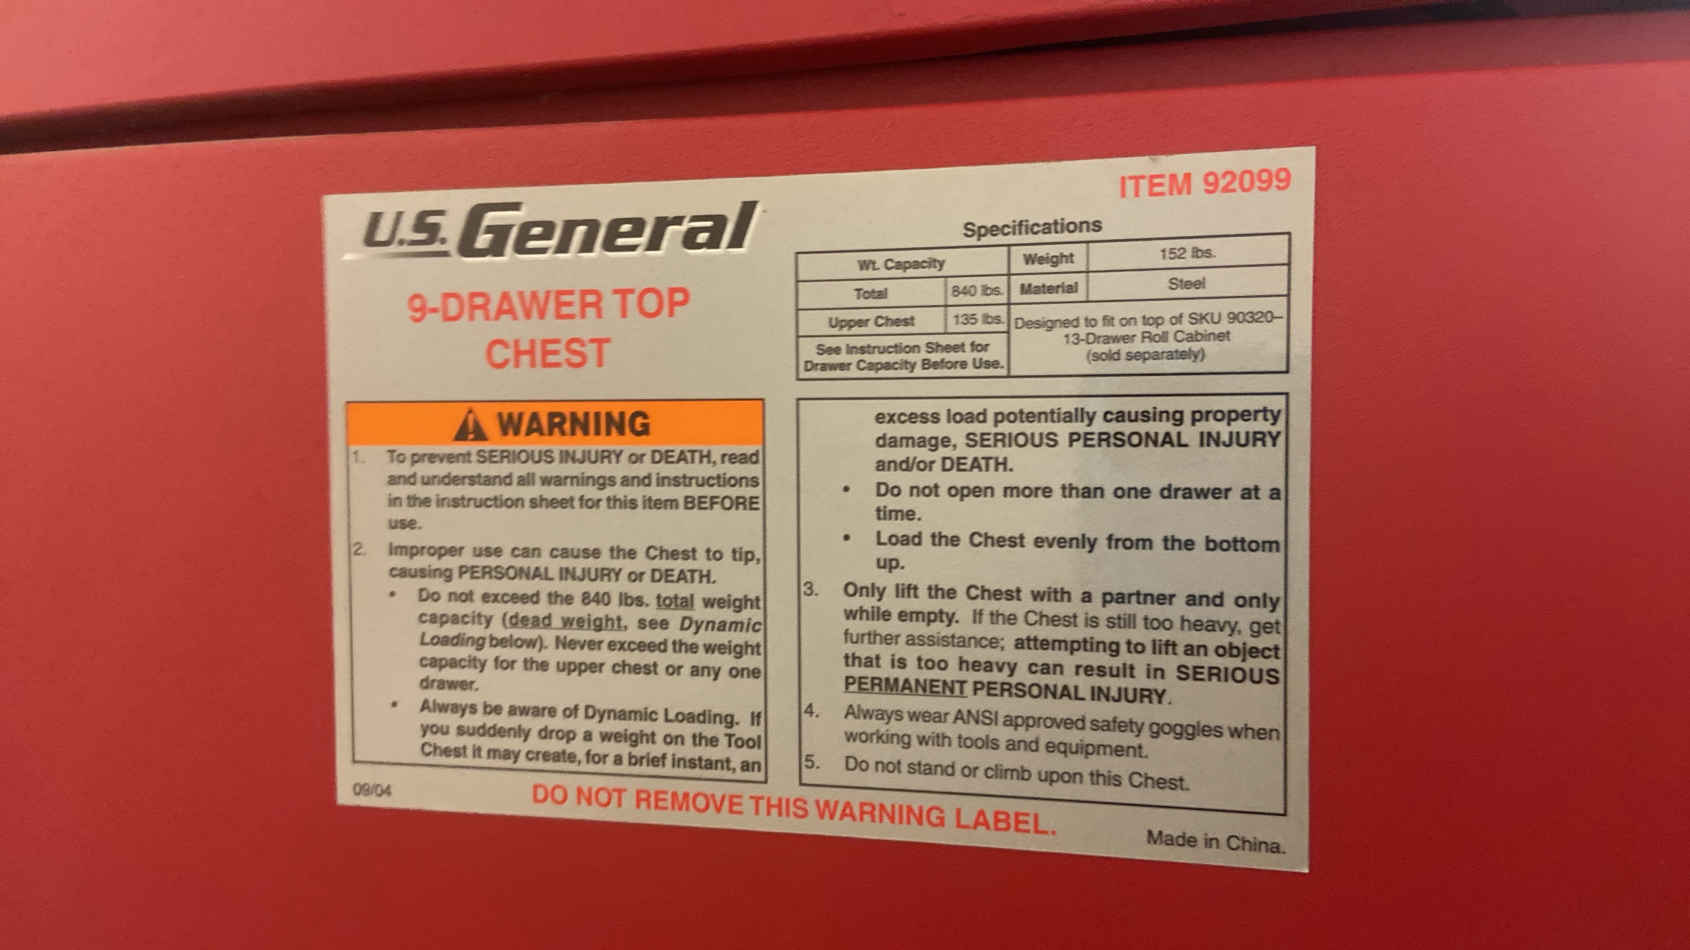 U.S. General
9-DRAWER TOP
CHEST
ITEM 92099
Specifications
Wt. Capacity
Total 840 lbs.
Upper Chest 135 lbs.
See Instruction Sheet for
Drawer Capacity Before Use.
Weight 152 lbs.
Material Steel
Designed to fit on top of SKU 90320–
13-Drawer Roll Cabinet
(sold separately)
WARNING
1. To prevent SERIOUS INJURY or DEATH, read
and understand all warnings and instructions
in the instruction sheet for this item BEFORE
use.
2. Improper use can cause the Chest to tip,
causing PERSONAL INJURY or DEATH.
• Do not exceed the 840 lbs. total weight
capacity (dead weight, see Dynamic
Loading below). Never exceed the weight
capacity for the upper chest or any one
drawer.
• Always be aware of Dynamic Loading. If
you suddenly drop a weight on the Tool
Chest it may create, for a brief instant, an
excess load potentially causing property
damage, SERIOUS PERSONAL INJURY
and/or DEATH.
• Do not open more than one drawer at a
time.
• Load the Chest evenly from the bottom
up.
3. Only lift the Chest with a partner and only
while empty. If the Chest is still too heavy, get
further assistance; attempting to lift an object
that is too heavy can result in SERIOUS
PERMANENT PERSONAL INJURY.
4. Always wear ANSI approved safety goggles when
working with tools and equipment.
5. Do not stand or climb upon this Chest.
09/04
DO NOT REMOVE THIS WARNING LABEL.
Made in China.